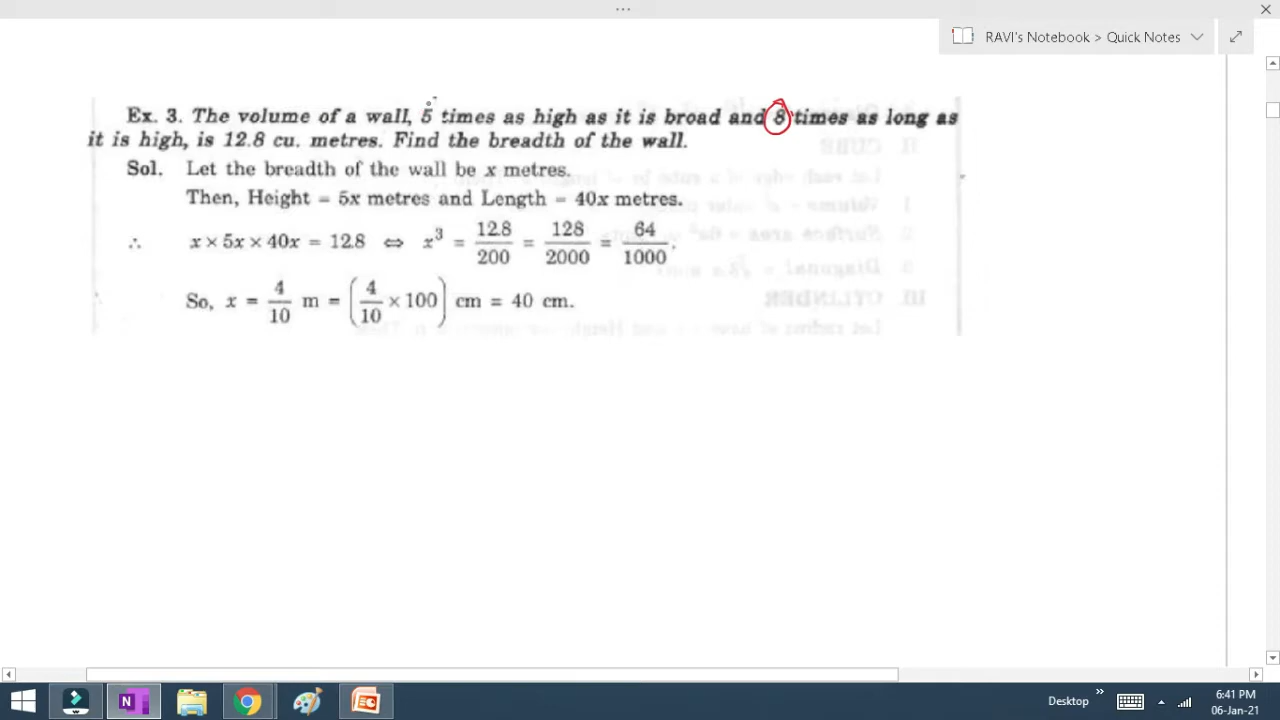 RAVI's Notebook > Quick Notes
Ex. 3. The volume of a wall, 5 times as high as it is broad and 8 times as long as
it is high, is 12.8 cu. metres. Find the breadth of the wall.
Sol. Let the breadth of the wall be x metres.
Then, Height = 5x metres and Length = 40x metres.
∴ x × 5x × 40x = 12.8 ⇔ x³ = 12.8/200 = 128/2000 = 64/1000.
So, x = 4/10 m = (4/10 × 100) cm = 40 cm.
Desktop
6:41 PM
06-Jan-21